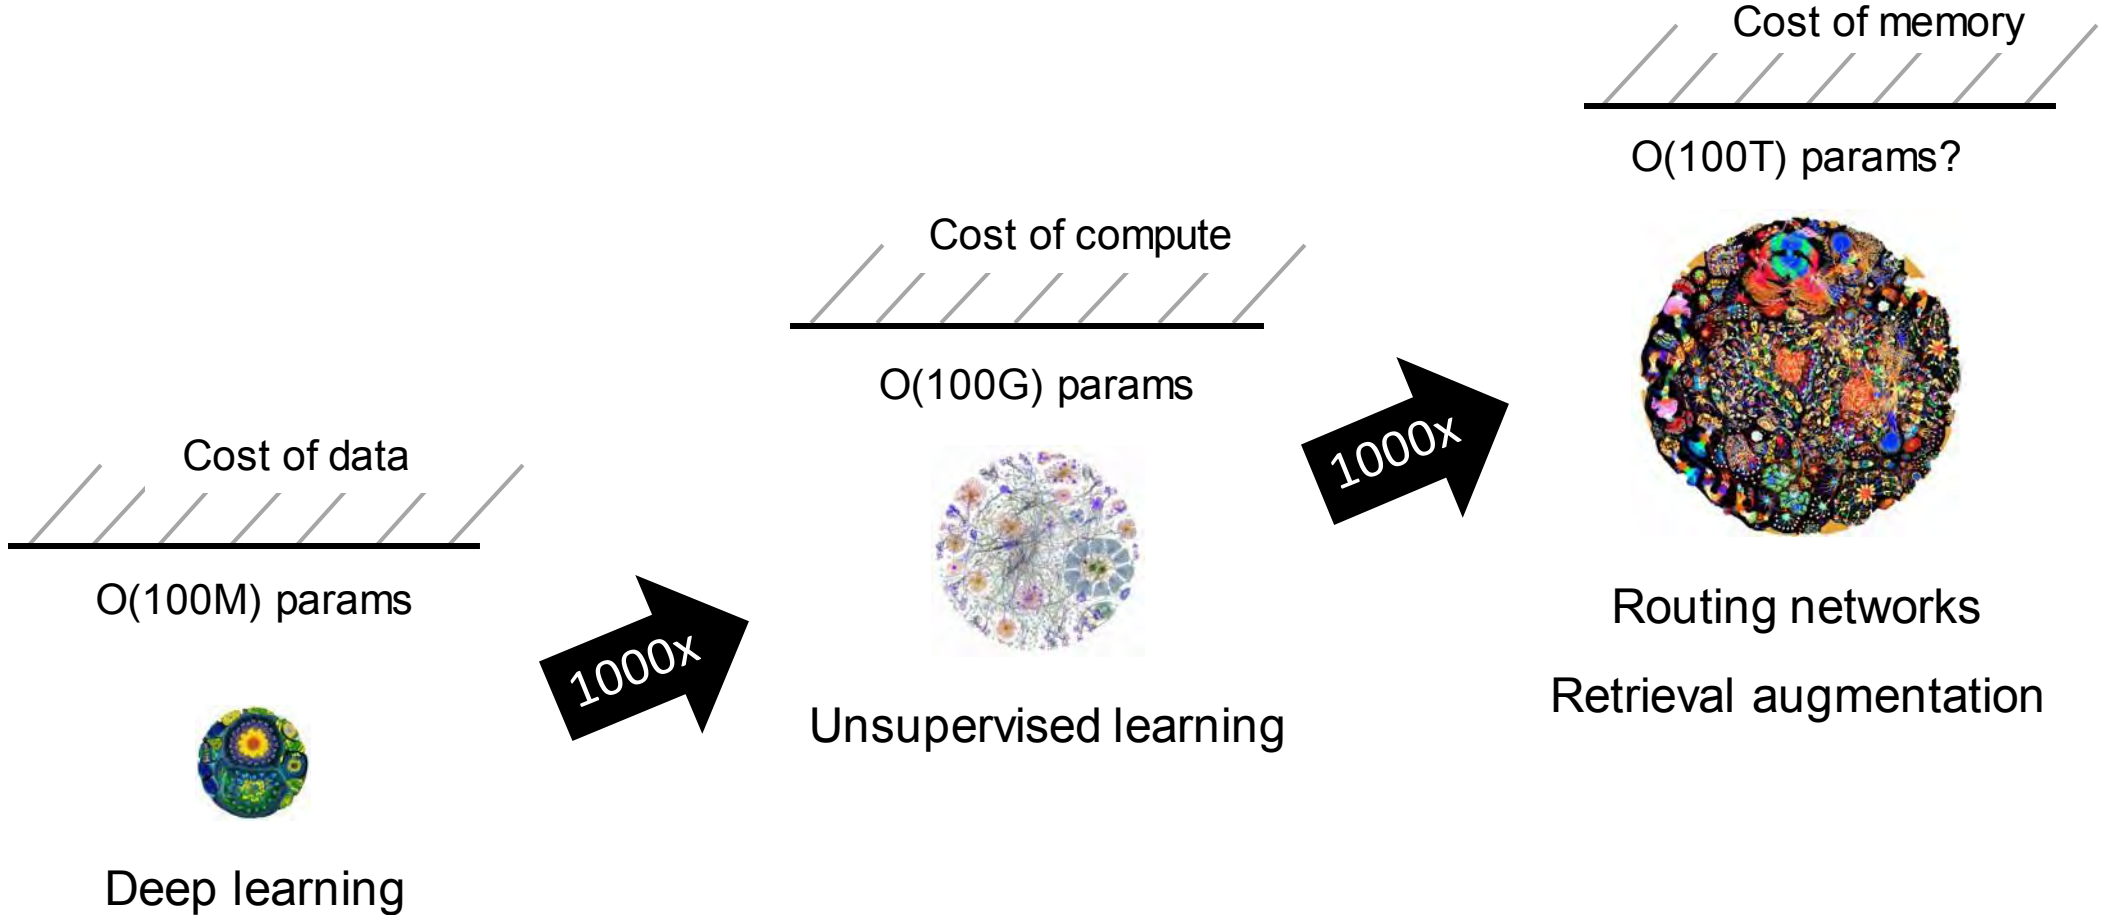 Cost of data
O(100M) params
Deep learning
1000x
Cost of compute
O(100G) params
Unsupervised learning
1000x
Cost of memory
O(100T) params?
Routing networks
Retrieval augmentation